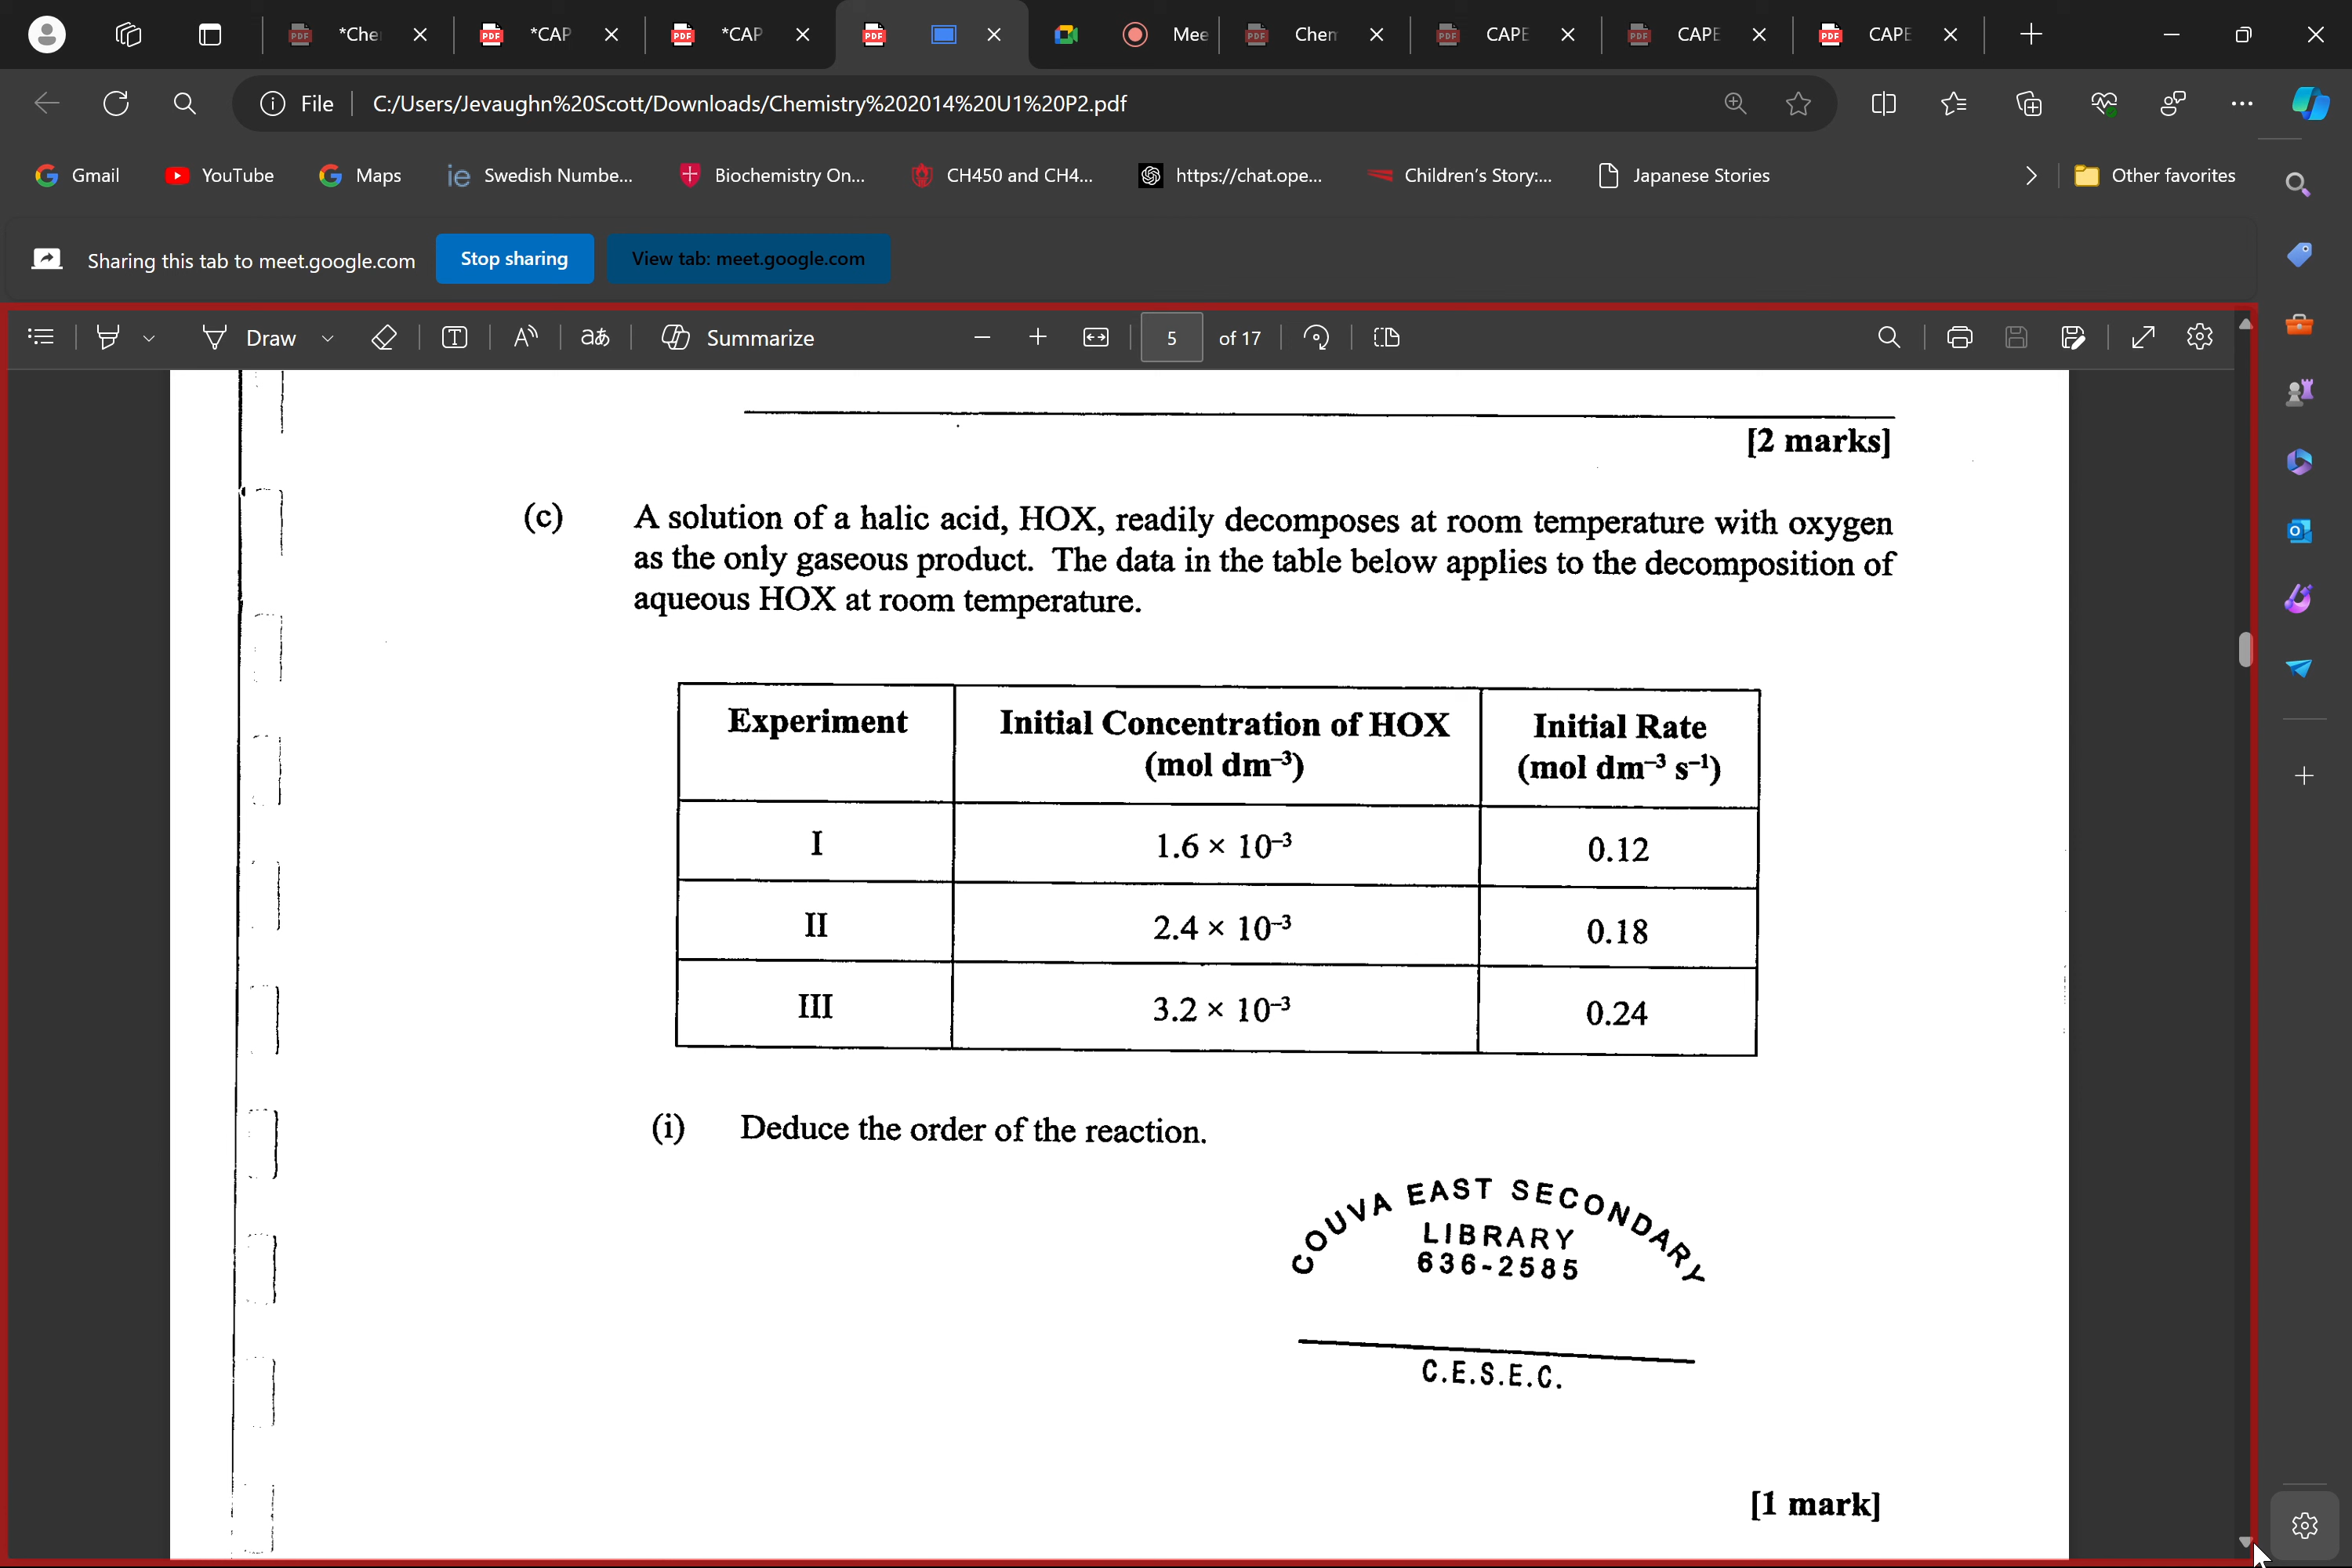 *Che
*CAP
*CAP
Mee
Chem
CAPE
CAPE
CAPE
File
C:/Users/Jevaughn%20Scott/Downloads/Chemistry%202014%20U1%20P2.pdf
Gmail
YouTube
Maps
Swedish Numbe...
Biochemistry On...
CH450 and CH4...
https://chat.ope...
Children's Story:...
Japanese Stories
Other favorites
Sharing this tab to meet.google.com
Stop sharing
View tab: meet.google.com
Draw
Summarize
5 of 17
[2 marks]
(c) A solution of a halic acid, HOX, readily decomposes at room temperature with oxygen
as the only gaseous product. The data in the table below applies to the decomposition of
aqueous HOX at room temperature.
Experiment Initial Concentration of HOX (mol dm⁻³) Initial Rate (mol dm⁻³ s⁻¹)
I 1.6 × 10⁻³ 0.12
II 2.4 × 10⁻³ 0.18
III 3.2 × 10⁻³ 0.24
(i) Deduce the order of the reaction.
COUVA EAST SECONDARY
LIBRARY
636-2585
C.E.S.E.C.
[1 mark]